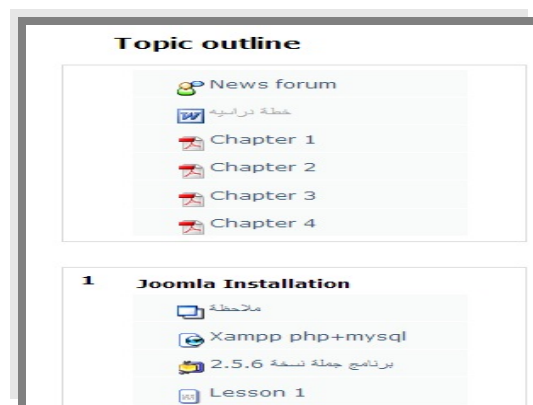 Topic outline
News forum
خطة دراسيه
Chapter 1
Chapter 2
Chapter 3
Chapter 4
1 Joomla Installation
ملاحظة
Xampp php+mysql
برنامج جملة نسخة 2.5.6
Lesson 1